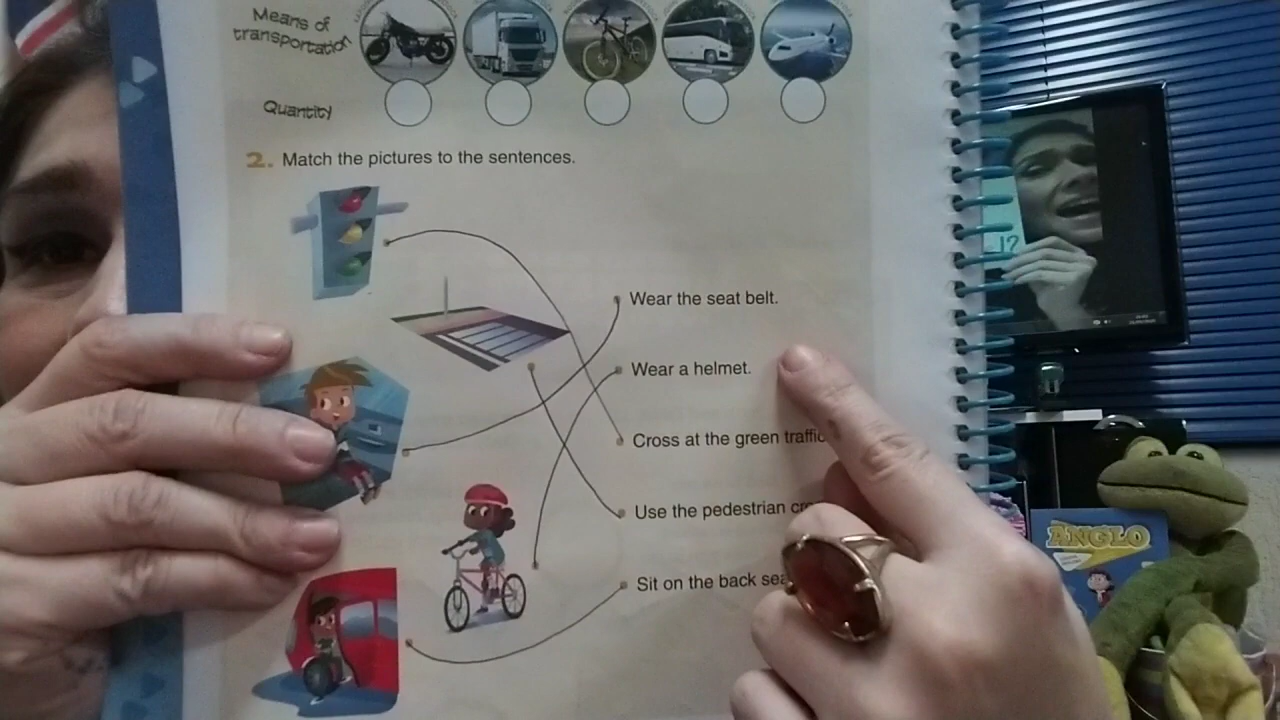 Means of
transportation
Quantity
2. Match the pictures to the sentences.
Wear the seat belt.
Wear a helmet.
Cross at the green traffic
Use the pedestrian
Sit on the back
ANGLO